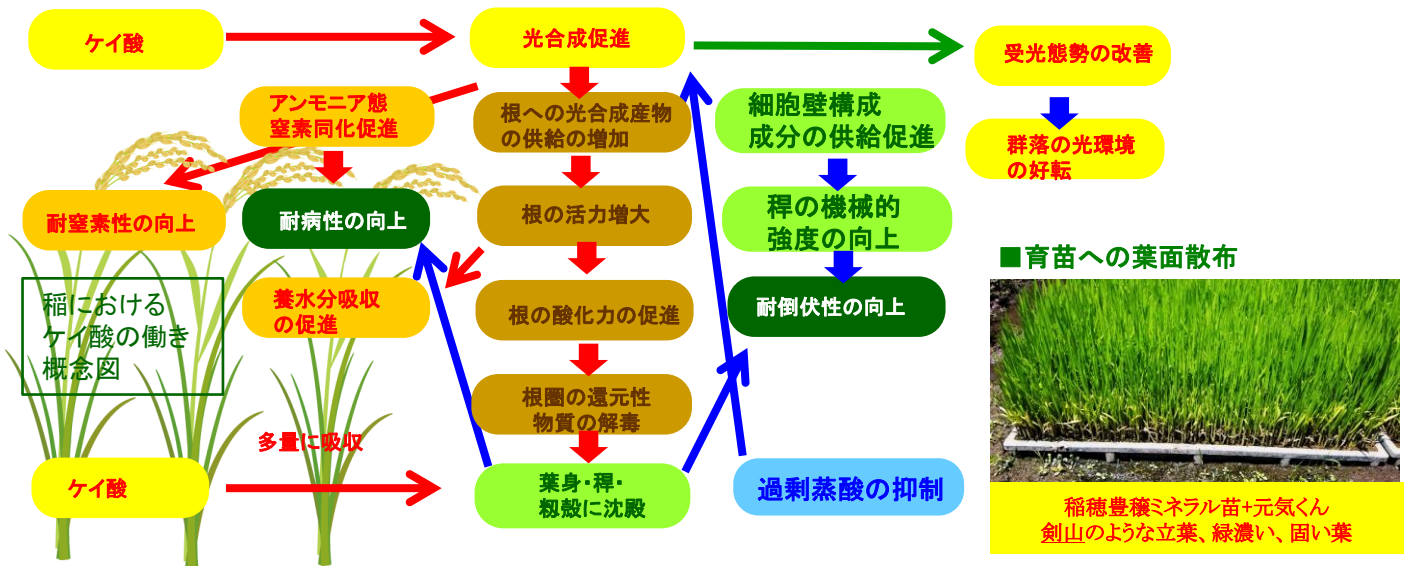 ケイ酸
光合成促進
受光態勢の改善
アンモニア態
窒素同化促進
根への光合成産物
の供給の増加
細胞壁構成
成分の供給促進
群落の光環境
の好転
耐窒素性の向上
耐病性の向上
根の活力増大
稈の機械的
強度の向上
■育苗への葉面散布
稲における
ケイ酸の働き
概念図
養水分吸収
の促進
根の酸化力の促進
耐倒伏性の向上
根圏の還元性
物質の解毒
多量に吸収
ケイ酸
葉身・稈・
籾殻に沈殿
過剰蒸酸の抑制
稲穂豊穣ミネラル苗+元気くん
剣山のような立葉、緑濃い、固い葉